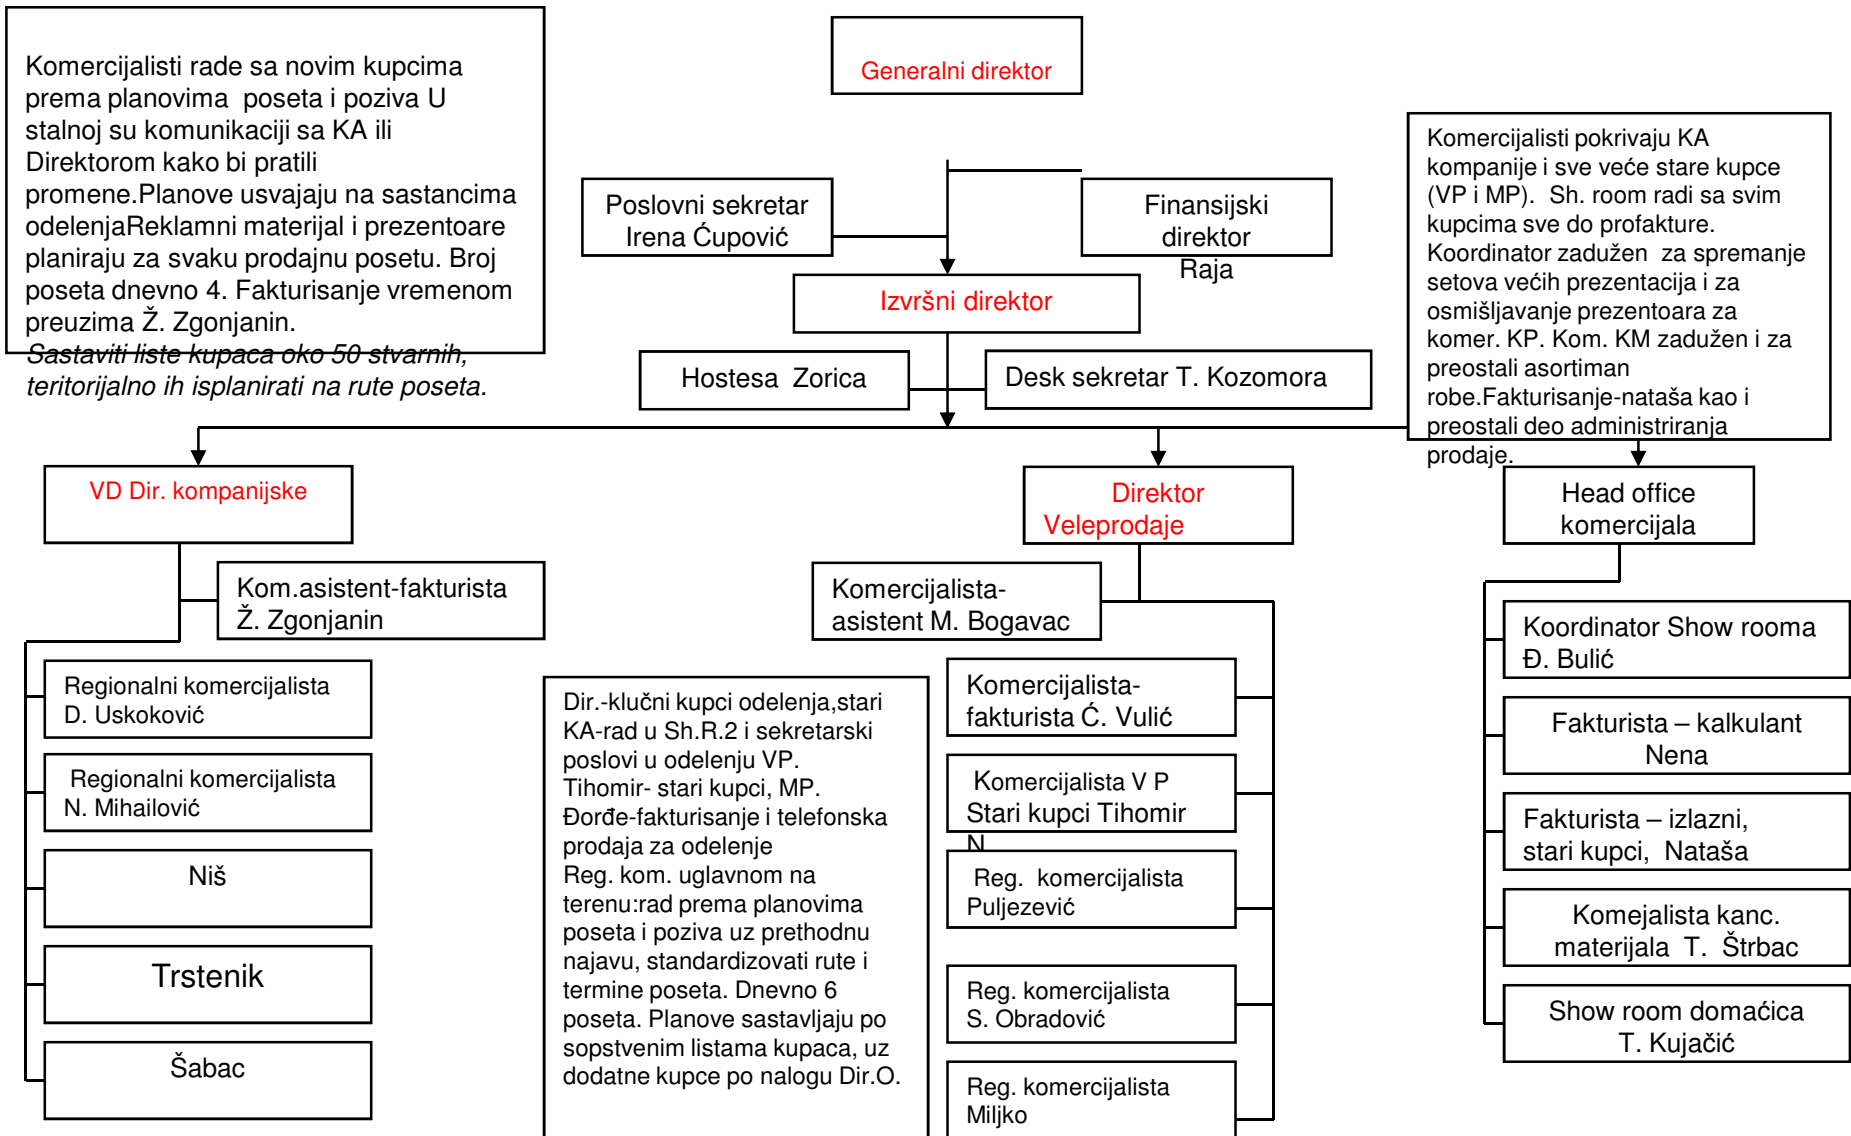 Komercijalisti rade sa novim kupcima
prema planovima  poseta i poziva U
stalnoj su komunikaciji sa KA ili
Direktorom kako bi pratili
promene.Planove usvajaju na sastancima
odelenjaReklamni materijal i prezentoare
planiraju za svaku prodajnu posetu. Broj
poseta dnevno 4. Fakturisanje vremenom
preuzima Ž. Zgonjanin.
Sastaviti liste kupaca oko 50 stvarnih,
teritorijalno ih isplanirati na rute poseta.
Generalni direktor
Komercijalisti pokrivaju KA
kompanije i sve veće stare kupce
(VP i MP).  Sh. room radi sa svim
kupcima sve do profakture.
Koordinator zadužen  za spremanje
setova većih prezentacija i za
osmišljavanje prezentoara za
komer. KP. Kom. KM zadužen i za
preostali asortiman
robe.Fakturisanje-nataša kao i
preostali deo administriranja
prodaje.
Poslovni sekretar
Irena Ćupović
Finansijski
direktor
Raja
Izvršni direktor
Hostesa  Zorica
Desk sekretar T. Kozomora
VD Dir. kompanijske
Direktor
Veleprodaje
Head office
komercijala
Kom.asistent-fakturista
Ž. Zgonjanin
Regionalni komercijalista
D. Uskoković
Regionalni komercijalista
N. Mihailović
Niš
Trstenik
Šabac
Dir.-klučni kupci odelenja,stari
KA-rad u Sh.R.2 i sekretarski
poslovi u odelenju VP.
Tihomir- stari kupci, MP.
Đorđe-fakturisanje i telefonska
prodaja za odelenje
Reg. kom. uglavnom na
terenu:rad prema planovima
poseta i poziva uz prethodnu
najavu, standardizovati rute i
termine poseta. Dnevno 6
poseta. Planove sastavljaju po
sopstvenim listama kupaca, uz
dodatne kupce po nalogu Dir.O.
Komercijalista-
asistent M. Bogavac
Komercijalista-
fakturista Ć. Vulić
Komercijalista V P
Stari kupci Tihomir
N
Reg.  komercijalista
Puljezević
Reg. komercijalista
S. Obradović
Reg. komercijalista
Miljko
Koordinator Show rooma
Đ. Bulić
Fakturista – kalkulant
Nena
Fakturista – izlazni,
stari kupci,  Nataša
Komejalista kanc.
materijala  T.  Štrbac
Show room domaćica
T. Kujačić